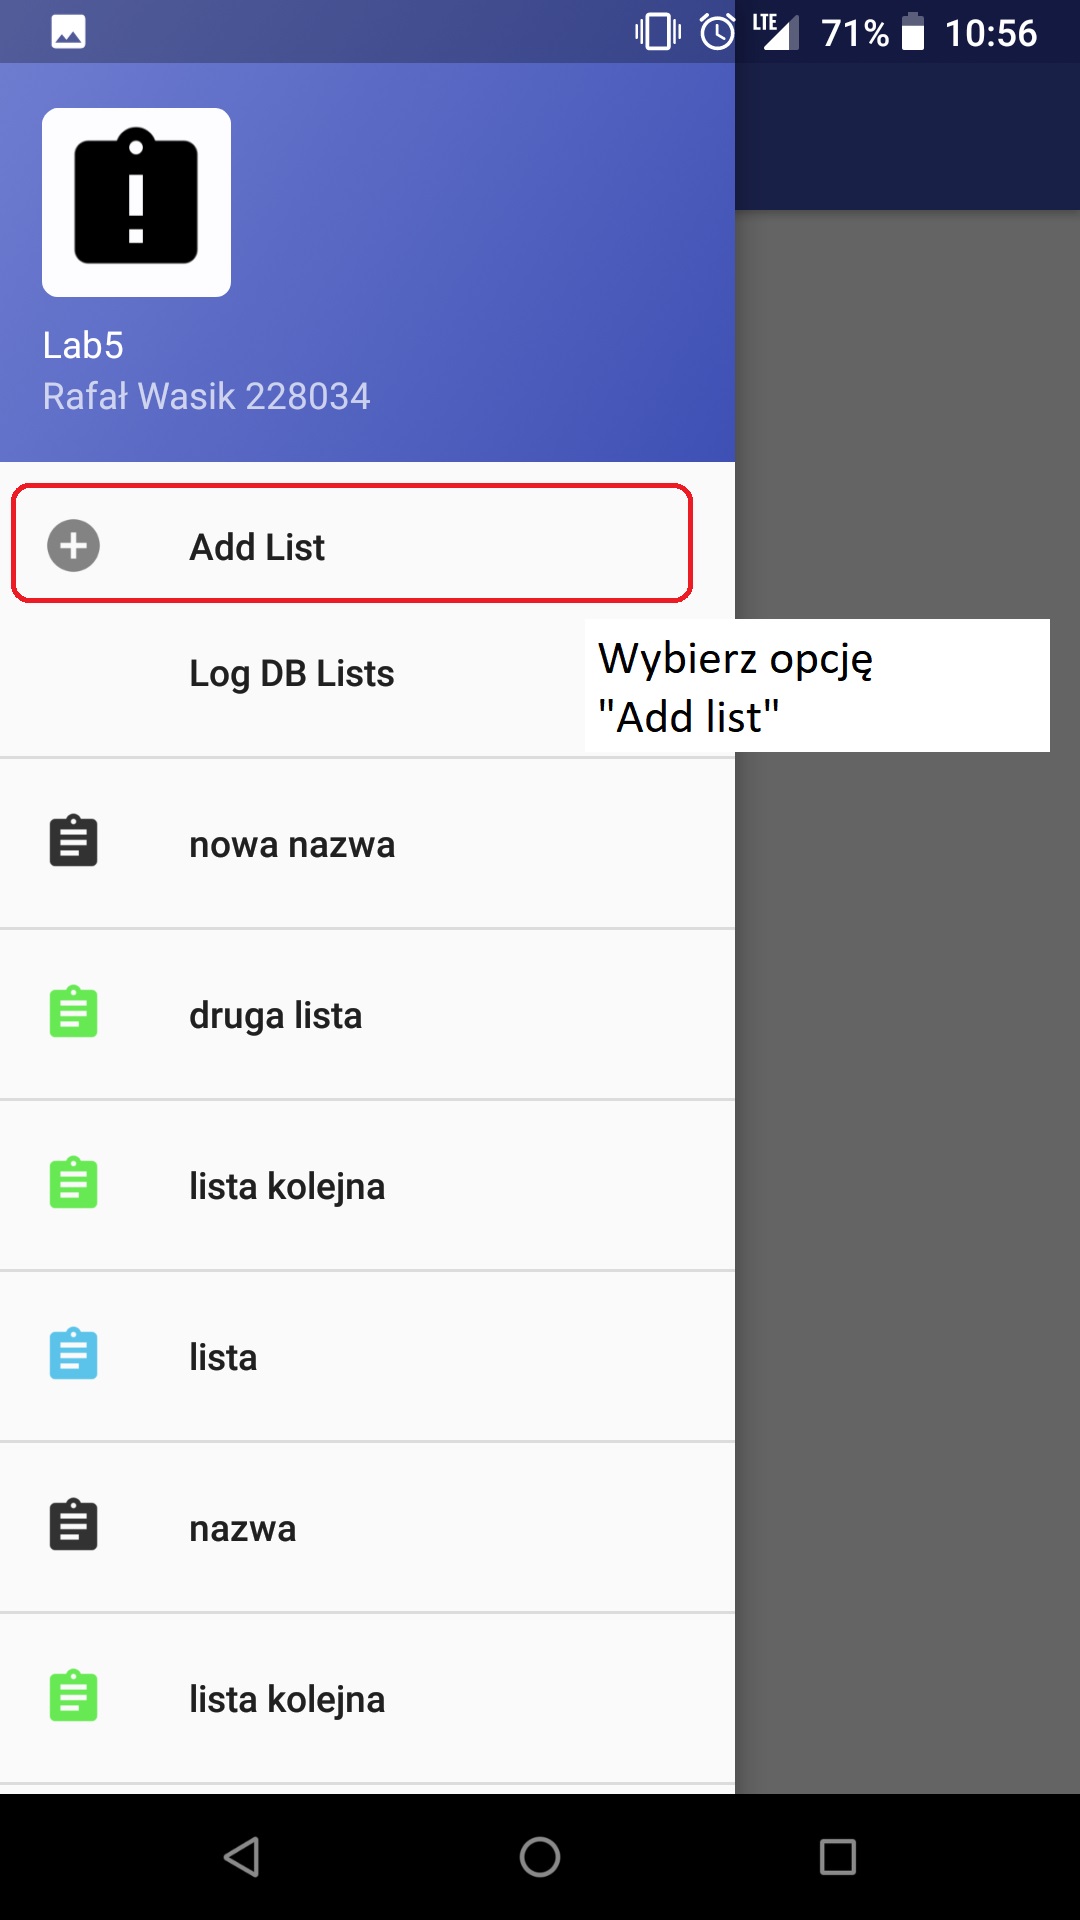 LTE 71% 10:56
Lab5
Rafał Wasik 228034
Add List
Log DB Lists
Wybierz opcję
"Add list"
nowa nazwa
druga lista
lista kolejna
lista
nazwa
lista kolejna